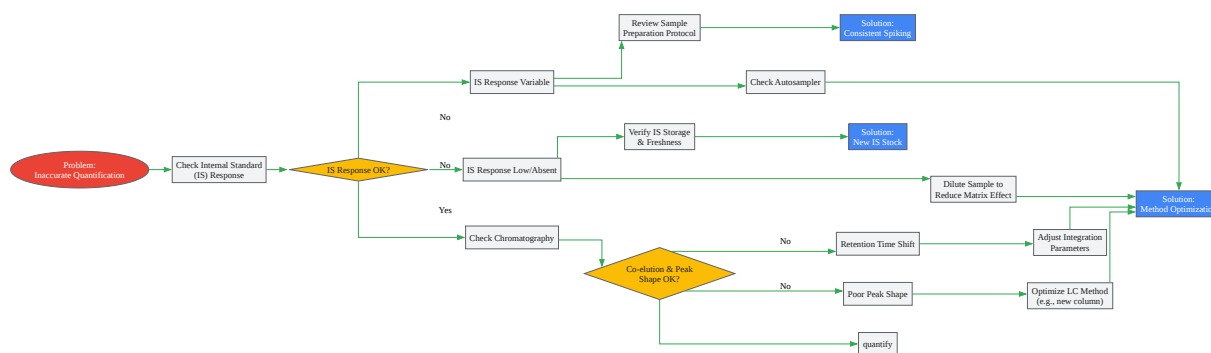 Review Sample
Preparation Protocol
Solution:
Consistent Spiking
IS Response Variable
Check Autosampler
No
Verify IS Storage
& Freshness
Solution:
New IS Stock
Problem:
Inaccurate Quantification
Check Internal Standard
(IS) Response
IS Response OK?
No
IS Response Low/Absent
Dilute Sample to
Reduce Matrix Effect
Solution:
Method Optimization
Yes
Check Chromatography
No
Retention Time Shift
Adjust Integration
Parameters
Co-elution & Peak
Shape OK?
No
Poor Peak Shape
Optimize LC Method
(e.g., new column)
quantify